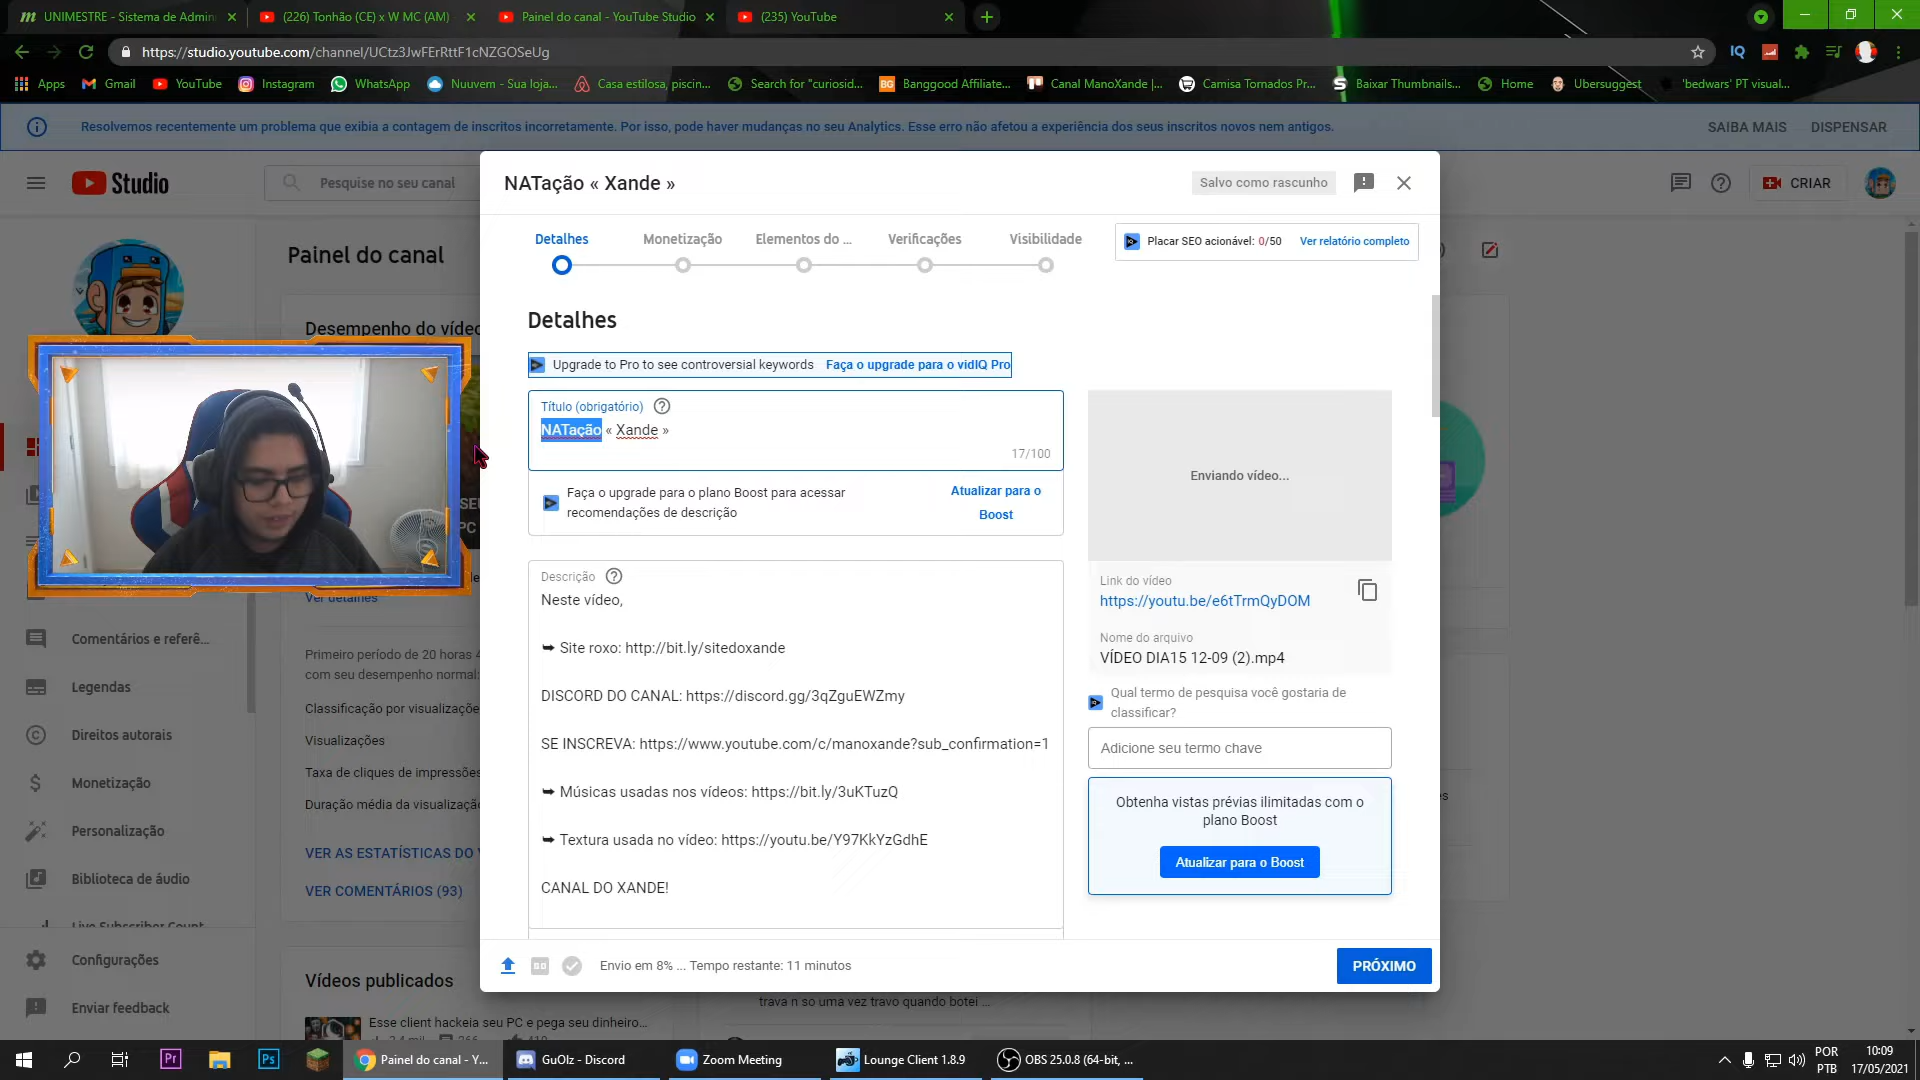 UNIMESTRE - Sistema de Admin
(226) Tonhão (CE) x W MC (AM)
Painel do canal - YouTube Studio
(235) YouTube
https://studio.youtube.com/channel/UCtz3JwFErRttF1cNZGOSeUg
Apps
Gmail
YouTube
Instagram
WhatsApp
Nuuvem - Sua loja...
Casa estilosa, piscin...
Search for "curiosid...
Banggood Affiliate...
Canal ManoXande |...
Camisa Tornados Pr...
Baixar Thumbnails...
Home
Ubersuggest
'bedwars' PT visual...
Resolvemos recentemente um problema que exibia a contagem de inscritos incorretamente. Por isso, pode haver mudanças no seu Analytics. Esse erro não afetou a experiência dos seus inscritos novos nem antigos.
SAIBA MAIS
DISPENSAR
Studio
Pesquise no seu canal
CRIAR
NATação « Xande »
Salvo como rascunho
Detalhes
Monetização
Elementos do ...
Verificações
Visibilidade
Placar SEO acionável: 0/50
Ver relatório completo
Painel do canal
Desempenho do víde
Detalhes
Upgrade to Pro to see controversial keywords
Faça o upgrade para o vidIQ Pro
Título (obrigatório)
NATação « Xande »
17/100
Faça o upgrade para o plano Boost para acessar
recomendações de descrição
Atualizar para o
Boost
Enviando vídeo...
Descrição
Neste vídeo,
➥ Site roxo: http://bit.ly/sitedoxande
DISCORD DO CANAL: https://discord.gg/3qZguEWZmy
SE INSCREVA: https://www.youtube.com/c/manoxande?sub_confirmation=1
➥ Músicas usadas nos vídeos: https://bit.ly/3uKTuzQ
➥ Textura usada no vídeo: https://youtu.be/Y97KkYzGdhE
CANAL DO XANDE!
Link do vídeo
https://youtu.be/e6tTrmQyDOM
Nome do arquivo
VÍDEO DIA15 12-09 (2).mp4
Qual termo de pesquisa você gostaria de
classificar?
Adicione seu termo chave
Obtenha vistas prévias ilimitadas com o
plano Boost
Atualizar para o Boost
SEU
PC
Ver detalhes
Comentários e referê...
Legendas
Direitos autorais
Monetização
Personalização
Biblioteca de áudio
Live Subscriber Count
Configurações
Enviar feedback
Primeiro período de 20 horas 4
com seu desempenho normal:
Classificação por visualizaçõe
Visualizações
Taxa de cliques de impressõe
Duração média da visualizaçã
VER AS ESTATÍSTICAS DO V
VER COMENTÁRIOS (93)
Vídeos publicados
Esse client hackeia seu PC e pega seu dinheiro...
Envio em 8% ... Tempo restante: 11 minutos
PRÓXIMO
trava n so uma vez travo quando botei ...
Painel do canal - Y...
GuOlz - Discord
Zoom Meeting
Lounge Client 1.8.9
OBS 25.0.8 (64-bit, ...
POR
PTB
10:09
17/05/2021